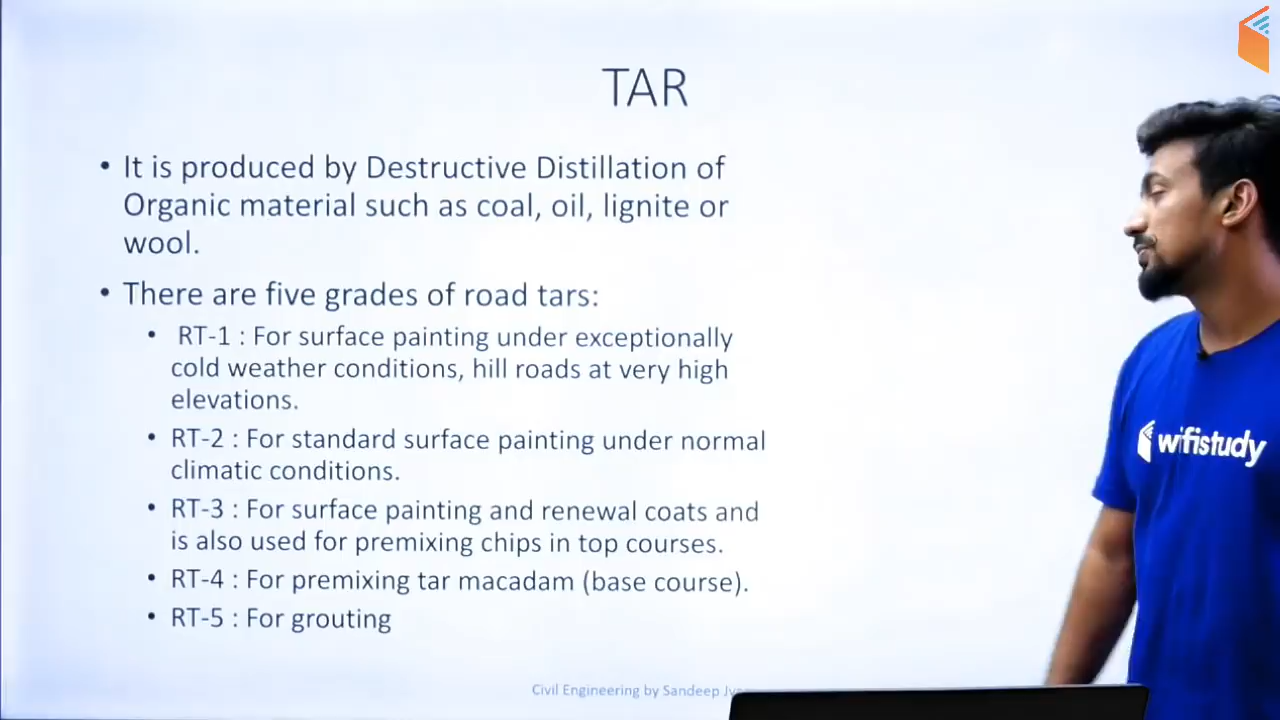 TAR
• It is produced by Destructive Distillation of
Organic material such as coal, oil, lignite or
wool.
• There are five grades of road tars:
• RT-1 : For surface painting under exceptionally
cold weather conditions, hill roads at very high
elevations.
• RT-2 : For standard surface painting under normal
climatic conditions.
• RT-3 : For surface painting and renewal coats and
is also used for premixing chips in top courses.
• RT-4 : For premixing tar macadam (base course).
• RT-5 : For grouting
wifistudy
Civil Engineering by Sandeep